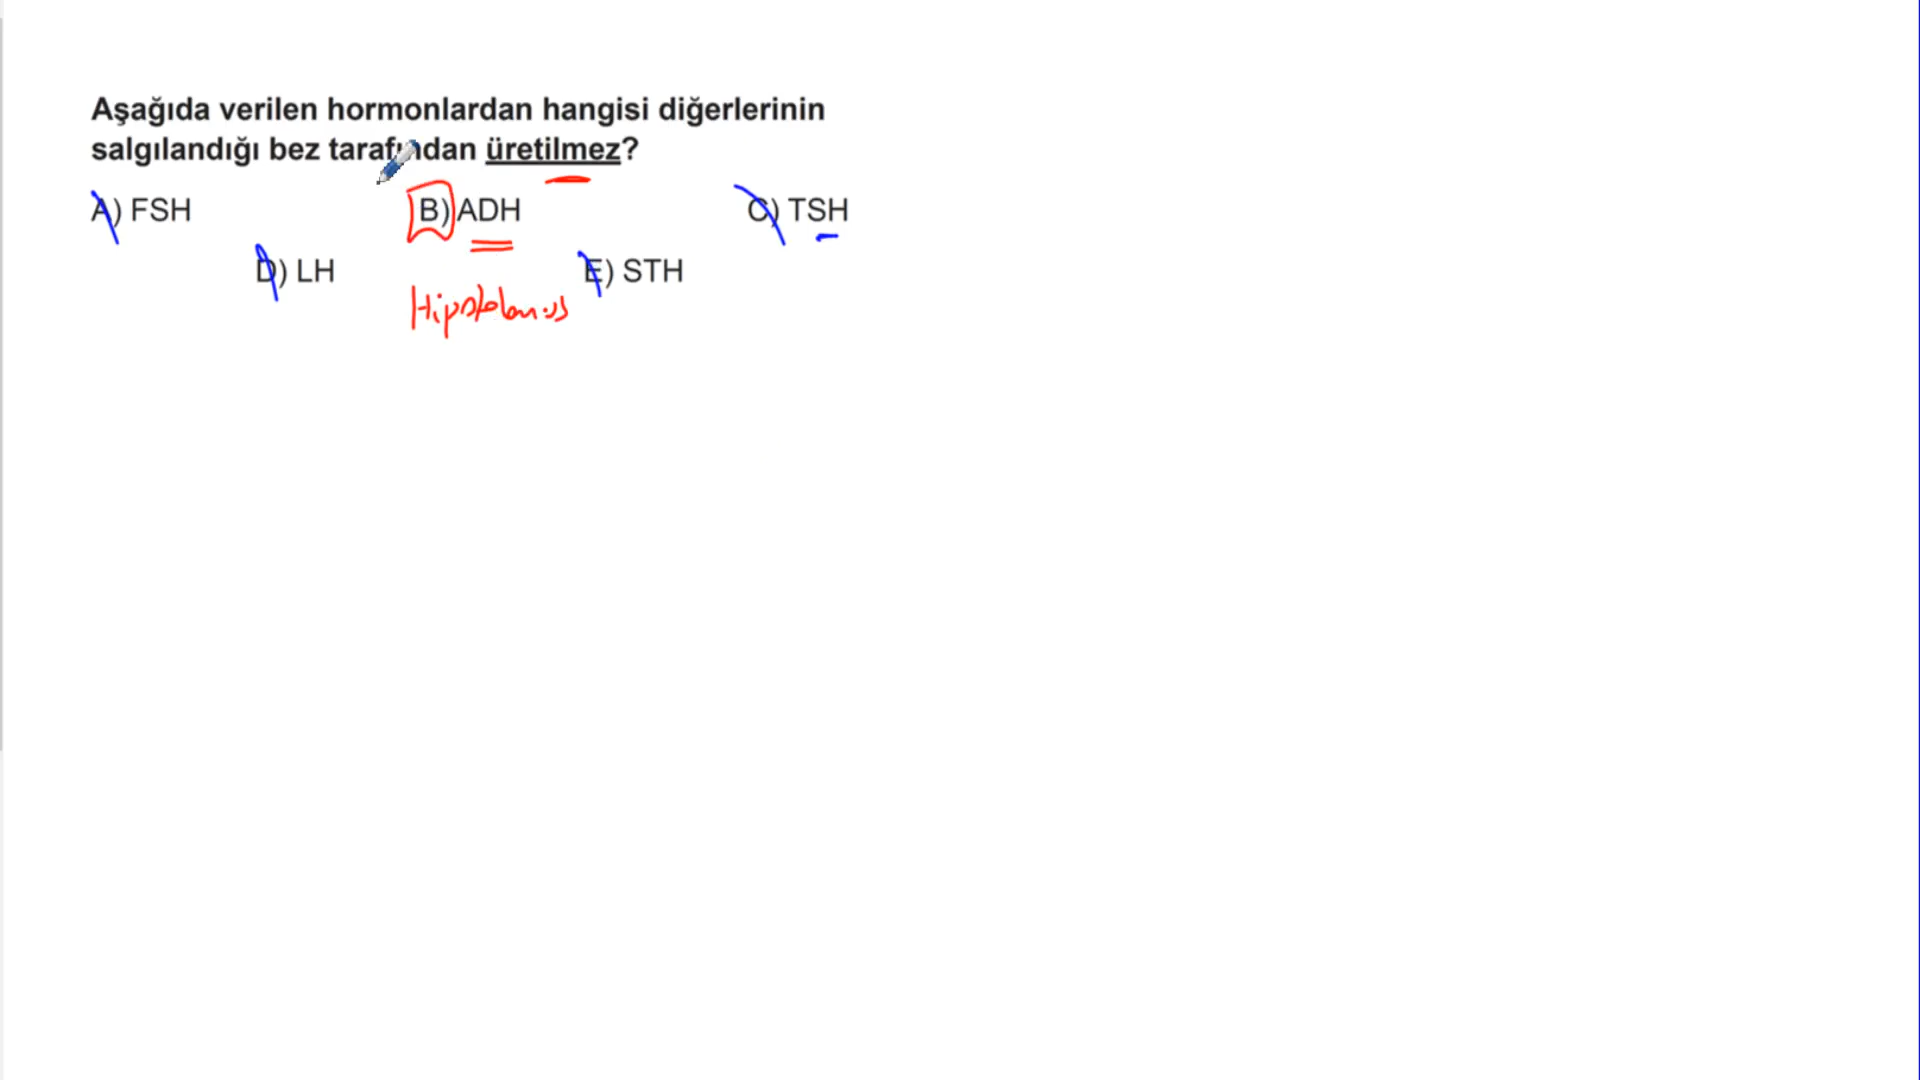 Aşağıda verilen hormonlardan hangisi diğerlerinin
salgılandığı bez tarafından üretilmez?
A) FSH B) ADH C) TSH
D) LH E) STH
Hipotalamus